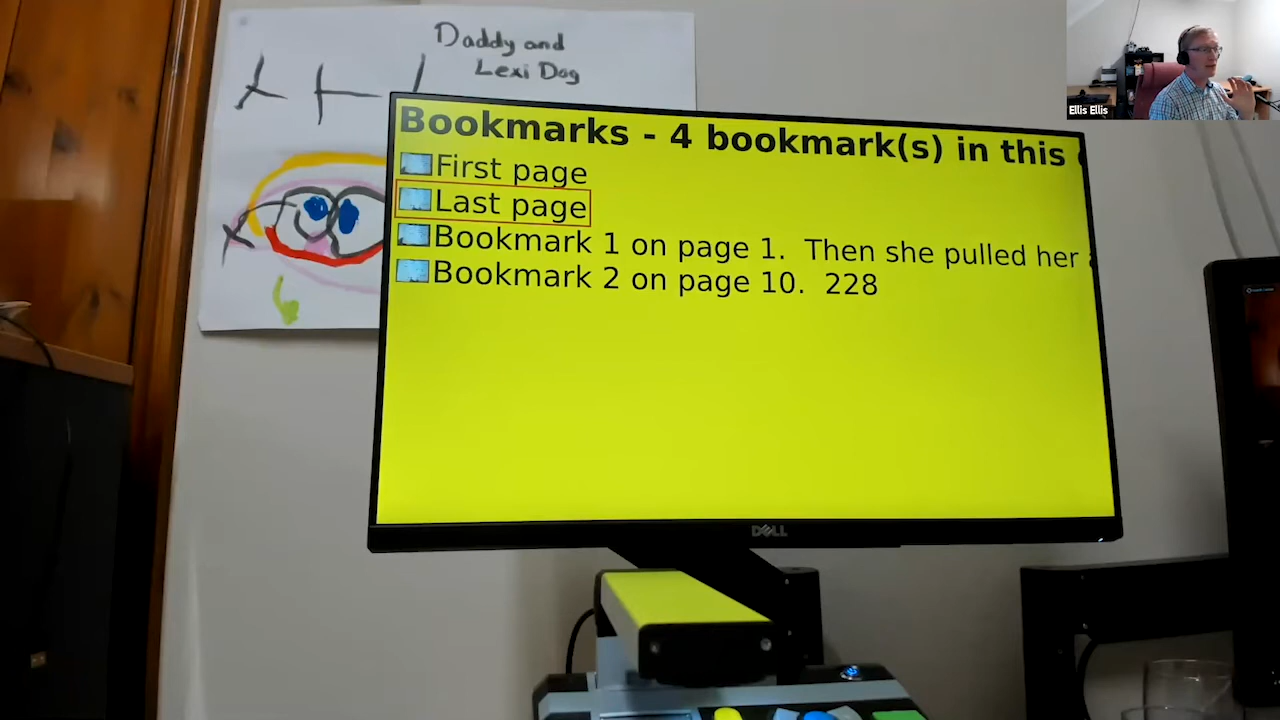 Daddy and
Lexi Dog
Ellis Ellis
Bookmarks - 4 bookmark(s) in this
First page
Last page
Bookmark 1 on page 1. Then she pulled her
Bookmark 2 on page 10. 228
DELL